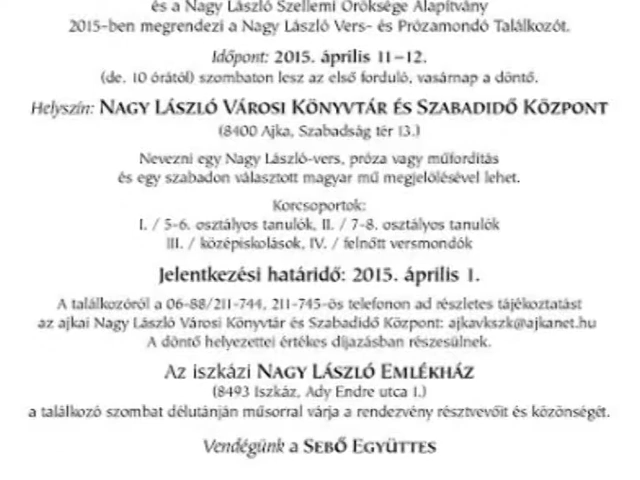 és a Nagy László Szellemi Öröksége Alapítvány
2015-ben megrendezi a Nagy László Vers- és Prózamondó Találkozót.
Időpont: 2015. április 11–12.
(de. 10 órától) szombaton lesz az első forduló, vasárnap a döntő.
Helyszín: NAGY LÁSZLÓ VÁROSI KÖNYVTÁR ÉS SZABADIDŐ KÖZPONT
(8400 Ajka, Szabadság tér 13.)
Nevezni egy Nagy László-vers, próza vagy műfordítás
és egy szabadon választott magyar mű megjelölésével lehet.
Korcsoportok:
I. / 5-6. osztályos tanulók, II. / 7-8. osztályos tanulók
III. / középiskolások, IV. / felnőtt versmondók
Jelentkezési határidő: 2015. április 1.
A találkozóról a 06-88/211-744, 211-745-ös telefonon ad részletes tájékoztatást
az ajkai Nagy László Városi Könyvtár és Szabadidő Központ: ajkavkszk@ajkanet.hu
A döntő helyezettei értékes díjazásban részesülnek.
Az iszkázi NAGY LÁSZLÓ EMLÉKHÁZ
(8493 Iszkáz, Ady Endre utca 1.)
a találkozó szombat délutánján műsorral várja a rendezvény résztvevőit és közönségét.
Vendégünk a SEBŐ EGYÜTTES